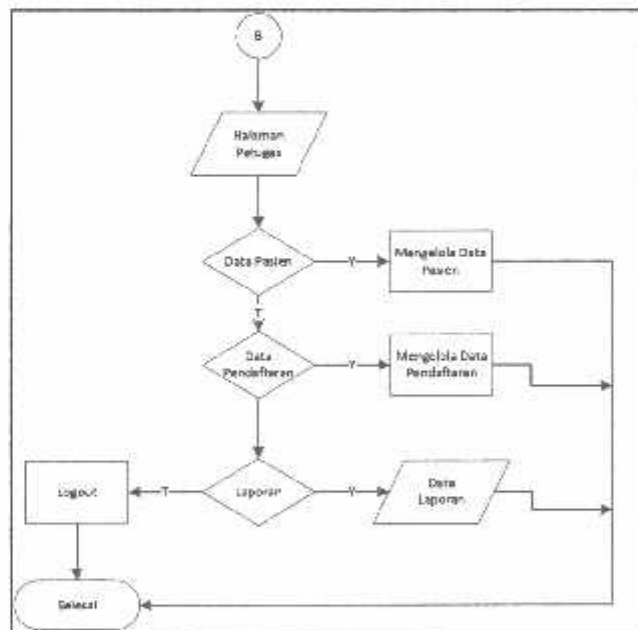 B
Halaman
Petugas
Data Pasien
Y
Mengelola Data
Pasien
T
Data
Pendaftaran
Y
Mengelola Data
Pendaftaran
Logout
T
Laporan
Y
Data
Laporan
Selesai